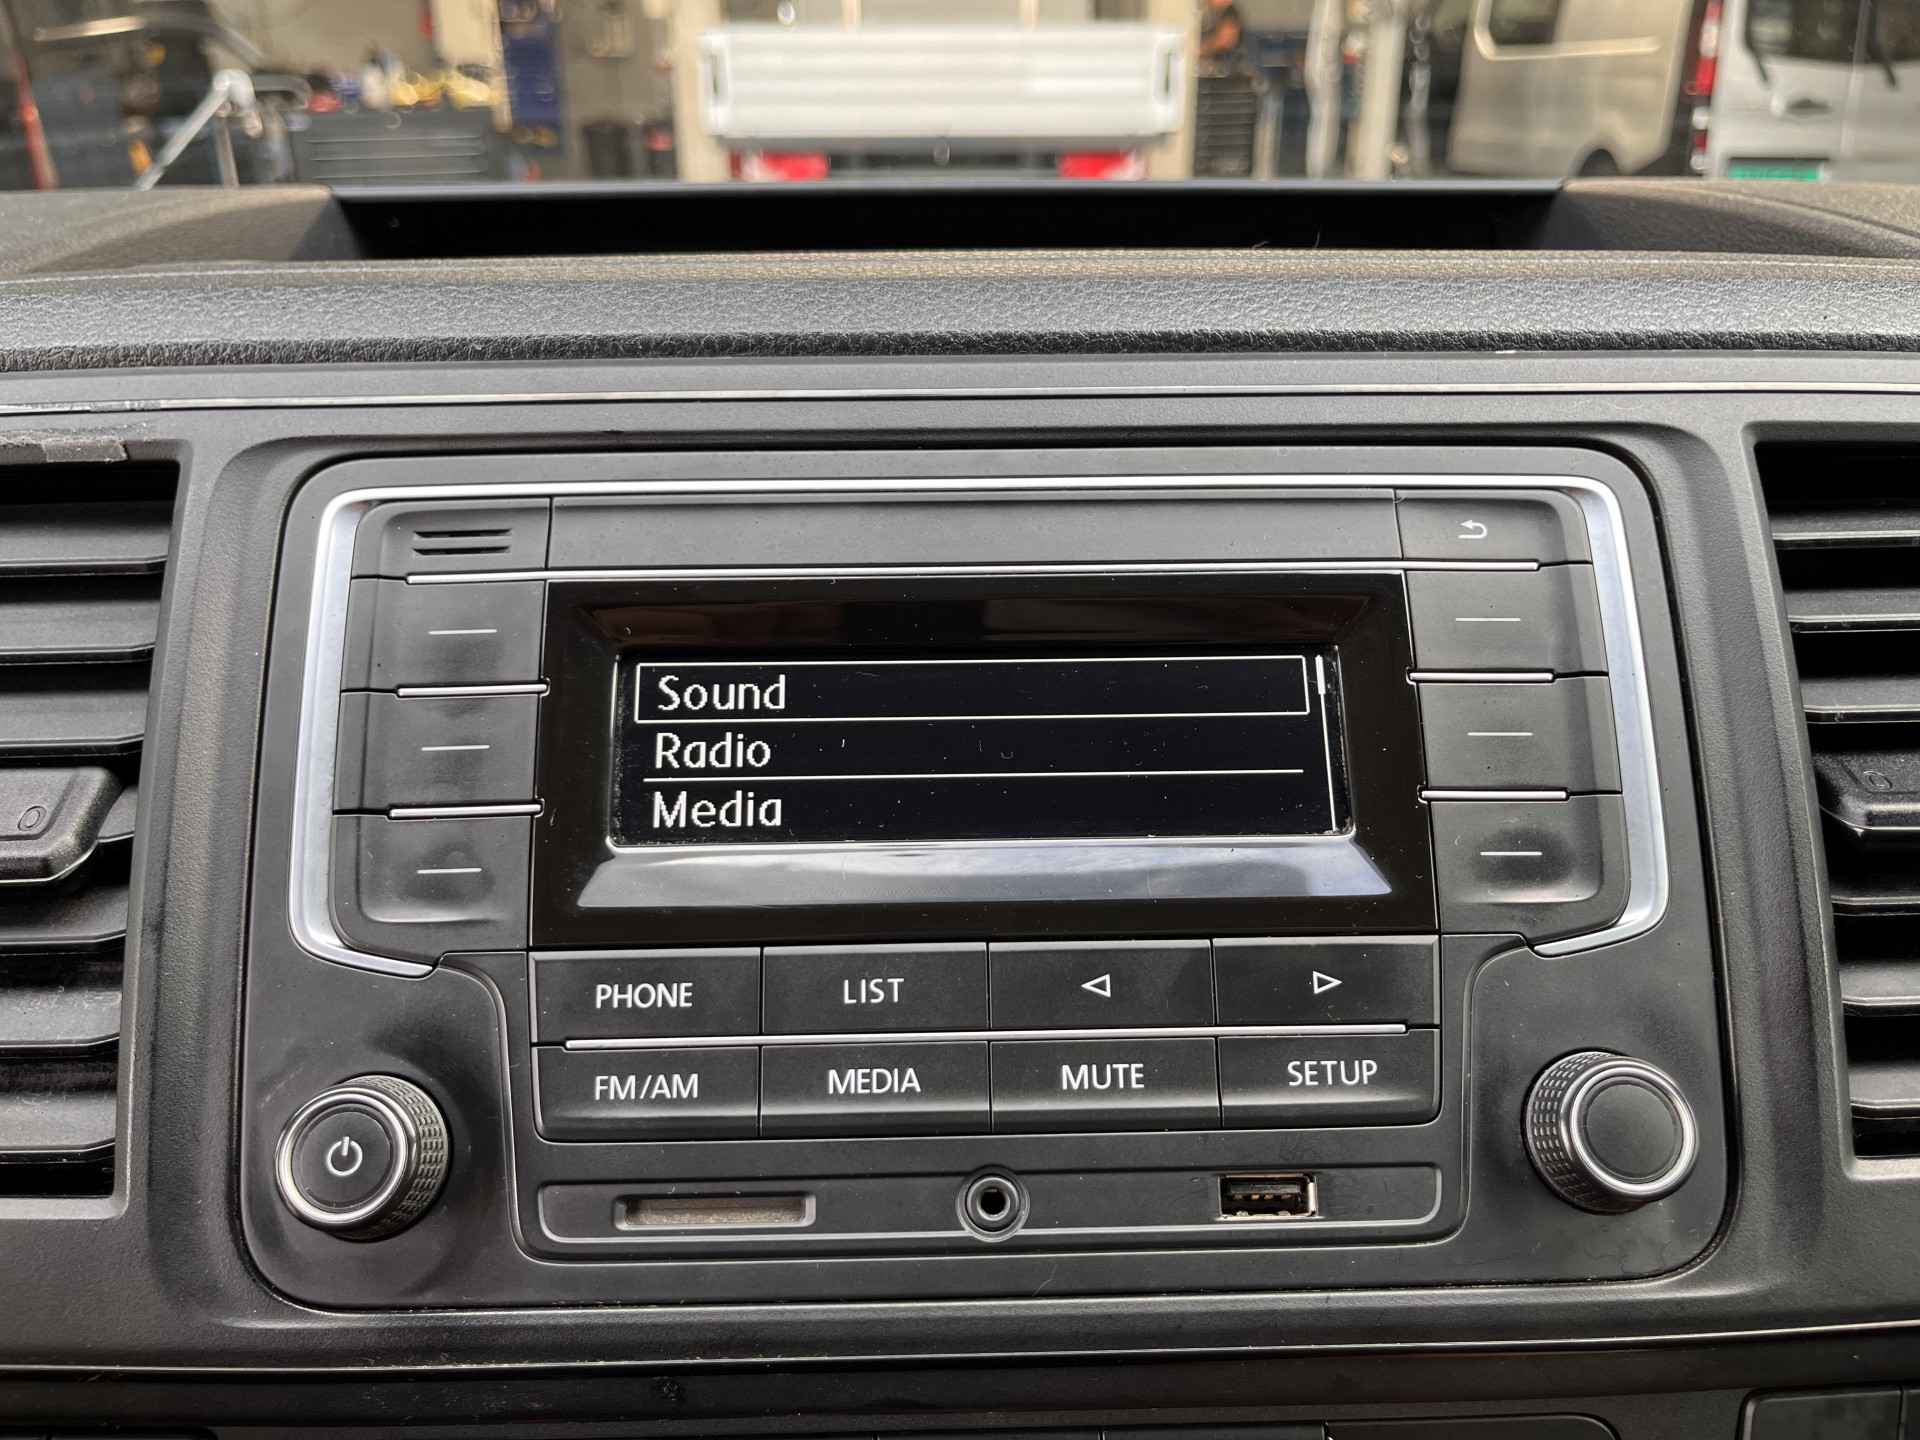 Sound
Radio
Media
PHONE LIST
FM/AM MEDIA MUTE SETUP